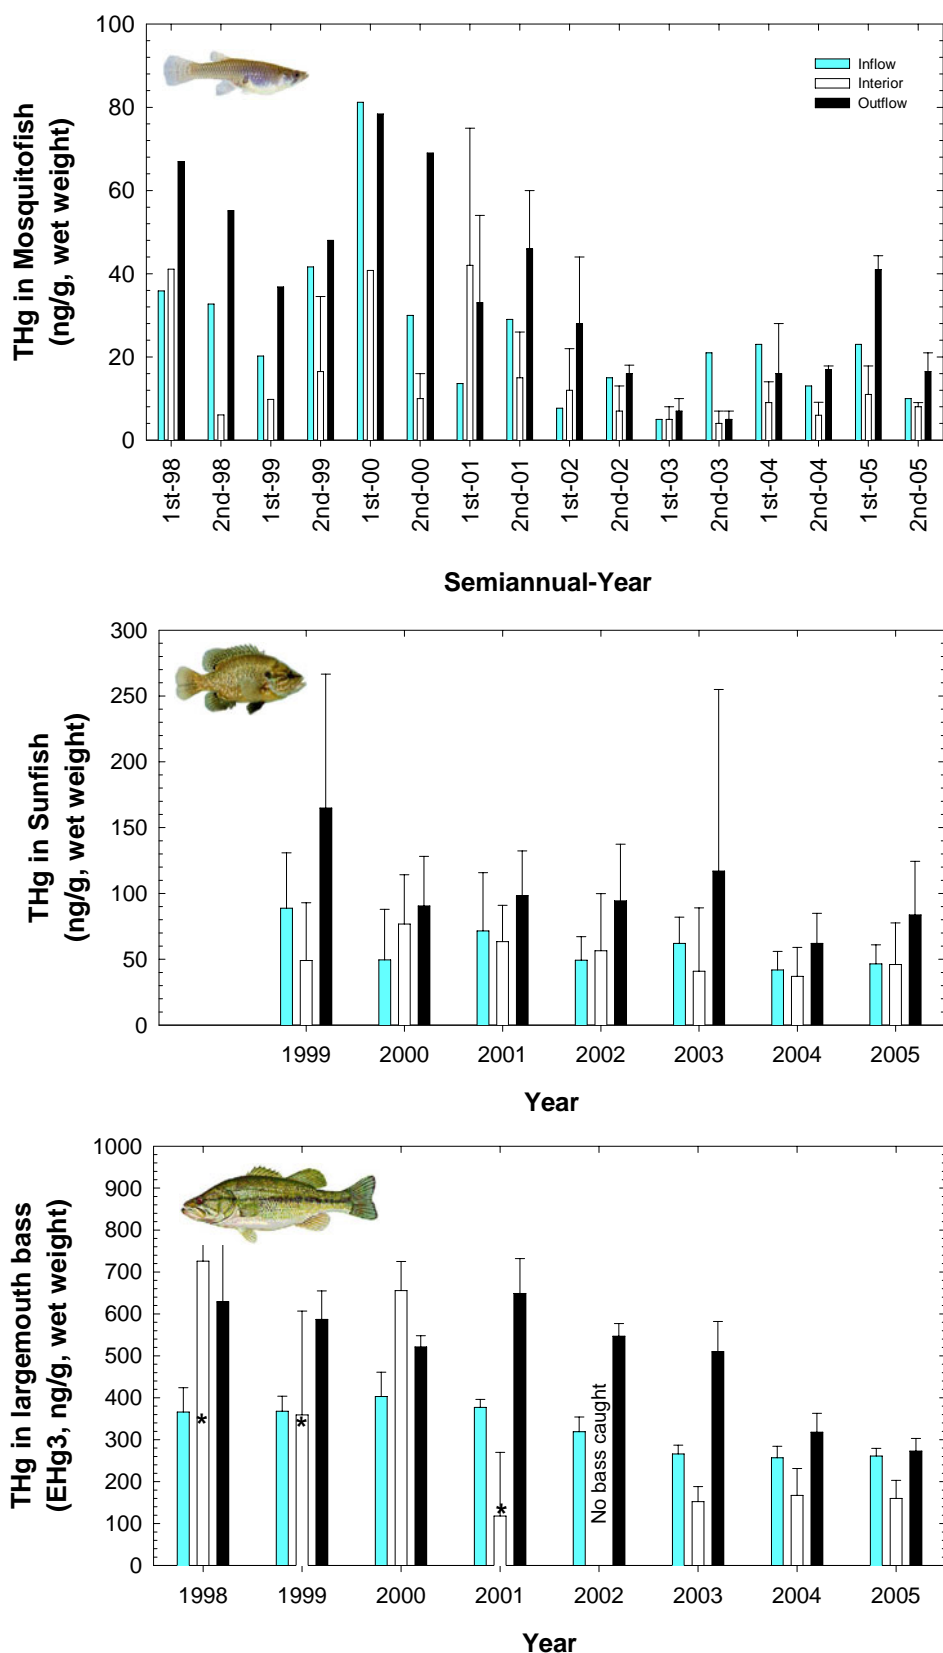 THg in Mosquitofish
(ng/g, wet weight)
100
80
60
40
20
0
Inflow
Interior
Outflow
1st-98
2nd-98
1st-99
2nd-99
1st-00
2nd-00
1st-01
2nd-01
1st-02
2nd-02
1st-03
2nd-03
1st-04
2nd-04
1st-05
2nd-05
Semiannual-Year
THg in Sunfish
(ng/g, wet weight)
300
250
200
150
100
50
0
1999 2000 2001 2002 2003 2004 2005
Year
THg in largemouth bass
(EHg3, ng/g, wet weight)
1000
900
800
700
600
500
400
300
200
100
0
*
*
*
No bass caught
1998 1999 2000 2001 2002 2003 2004 2005
Year